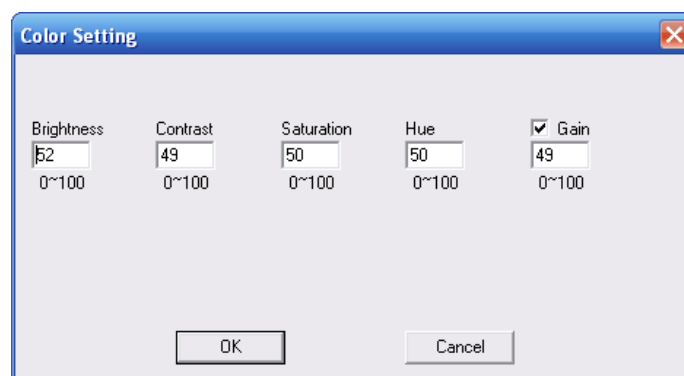 Color Setting
Brightness Contrast Saturation Hue Gain
52 49 50 50 49
0~100 0~100 0~100 0~100 0~100
OK Cancel